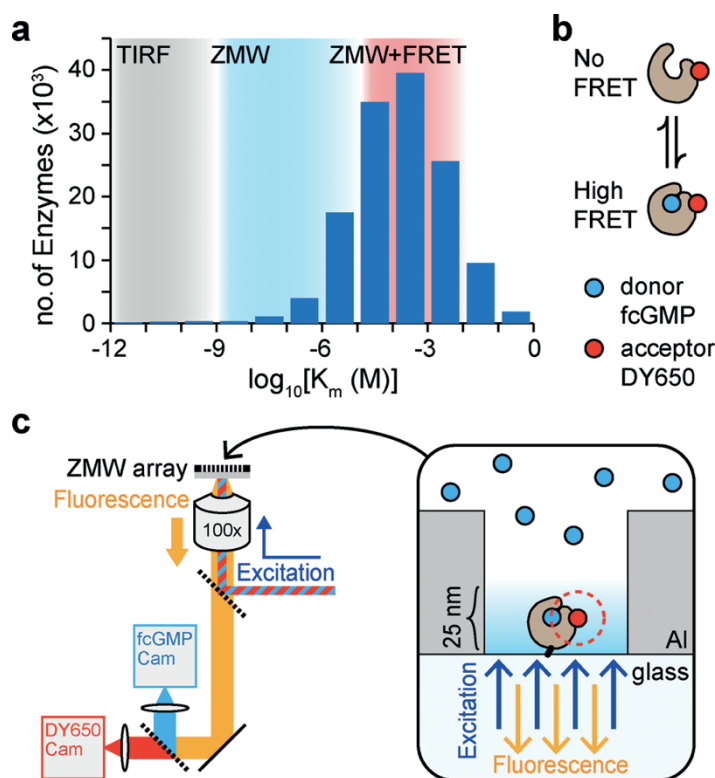 a
TIRF ZMW ZMW+FRET
no. of Enzymes (x10³)
40
30
20
10
0
-12 -9 -6 -3 0
log₁₀[Kₘ (M)]
b
No
FRET
High
FRET
donor
fcGMP
acceptor
DY650
c
ZMW array
Fluorescence
100x
Excitation
fcGMP
Cam
DY650
Cam
25 nm
Al
glass
Excitation
Fluorescence